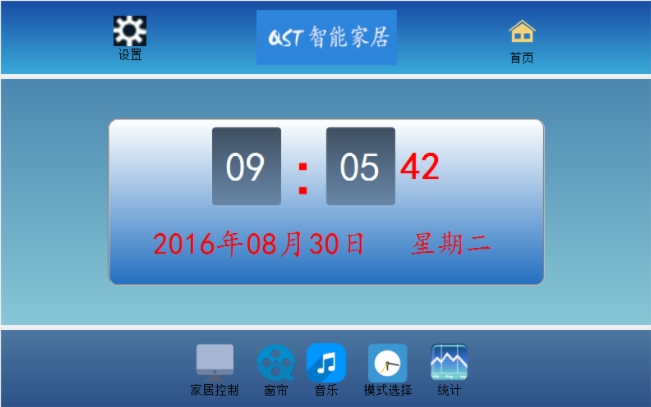 设置
QST 智能家居
首页
09 : 05 42
2016年08月30日 星期二
家居控制 窗帘 音乐 模式选择 统计